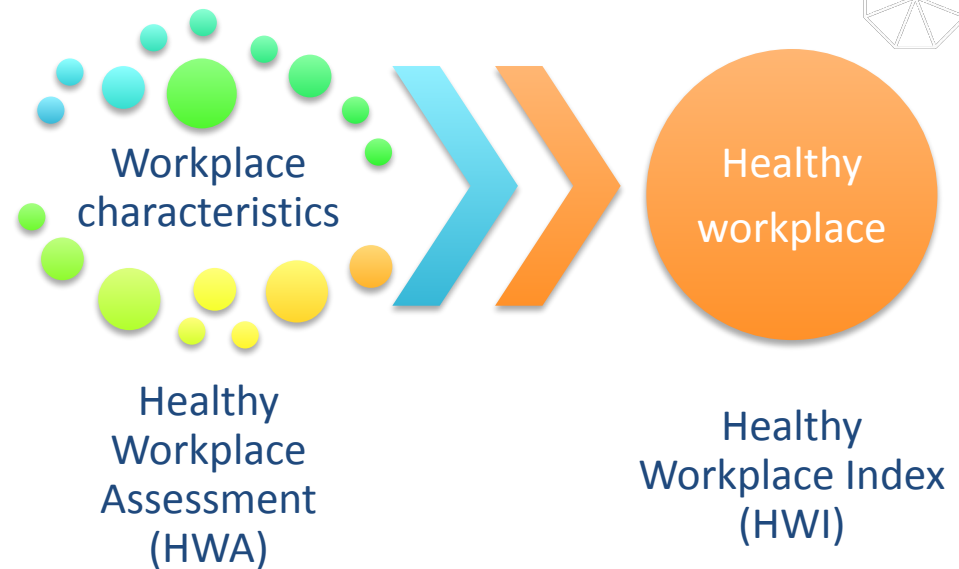 Workplace
characteristics
Healthy
Workplace
Assessment
(HWA)
Healthy
workplace
Healthy
Workplace Index
(HWI)